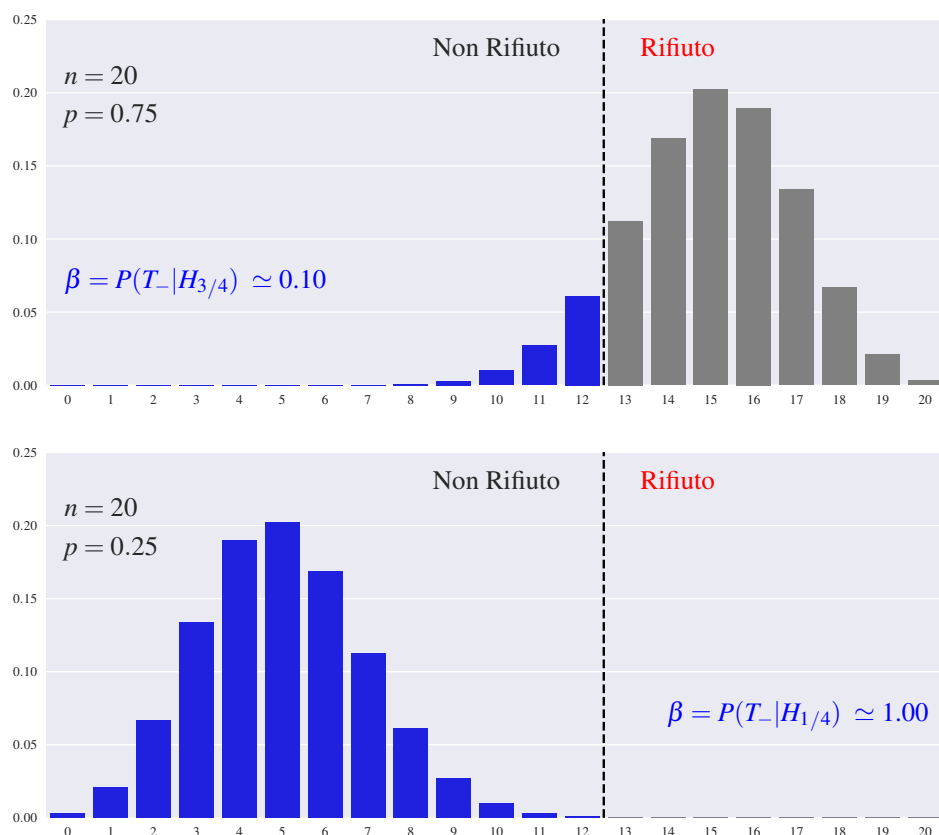 0.25
Non Rifiuto Rifiuto
n = 20
0.20
p = 0.75
0.15
0.10
β = P(T₋|H₃/₄) ≃ 0.10
0.05
0.00
0 1 2 3 4 5 6 7 8 9 10 11 12 13 14 15 16 17 18 19 20
0.25
Non Rifiuto Rifiuto
n = 20
0.20
p = 0.25
0.15
0.10
β = P(T₋|H₁/₄) ≃ 1.00
0.05
0.00
0 1 2 3 4 5 6 7 8 9 10 11 12 13 14 15 16 17 18 19 20